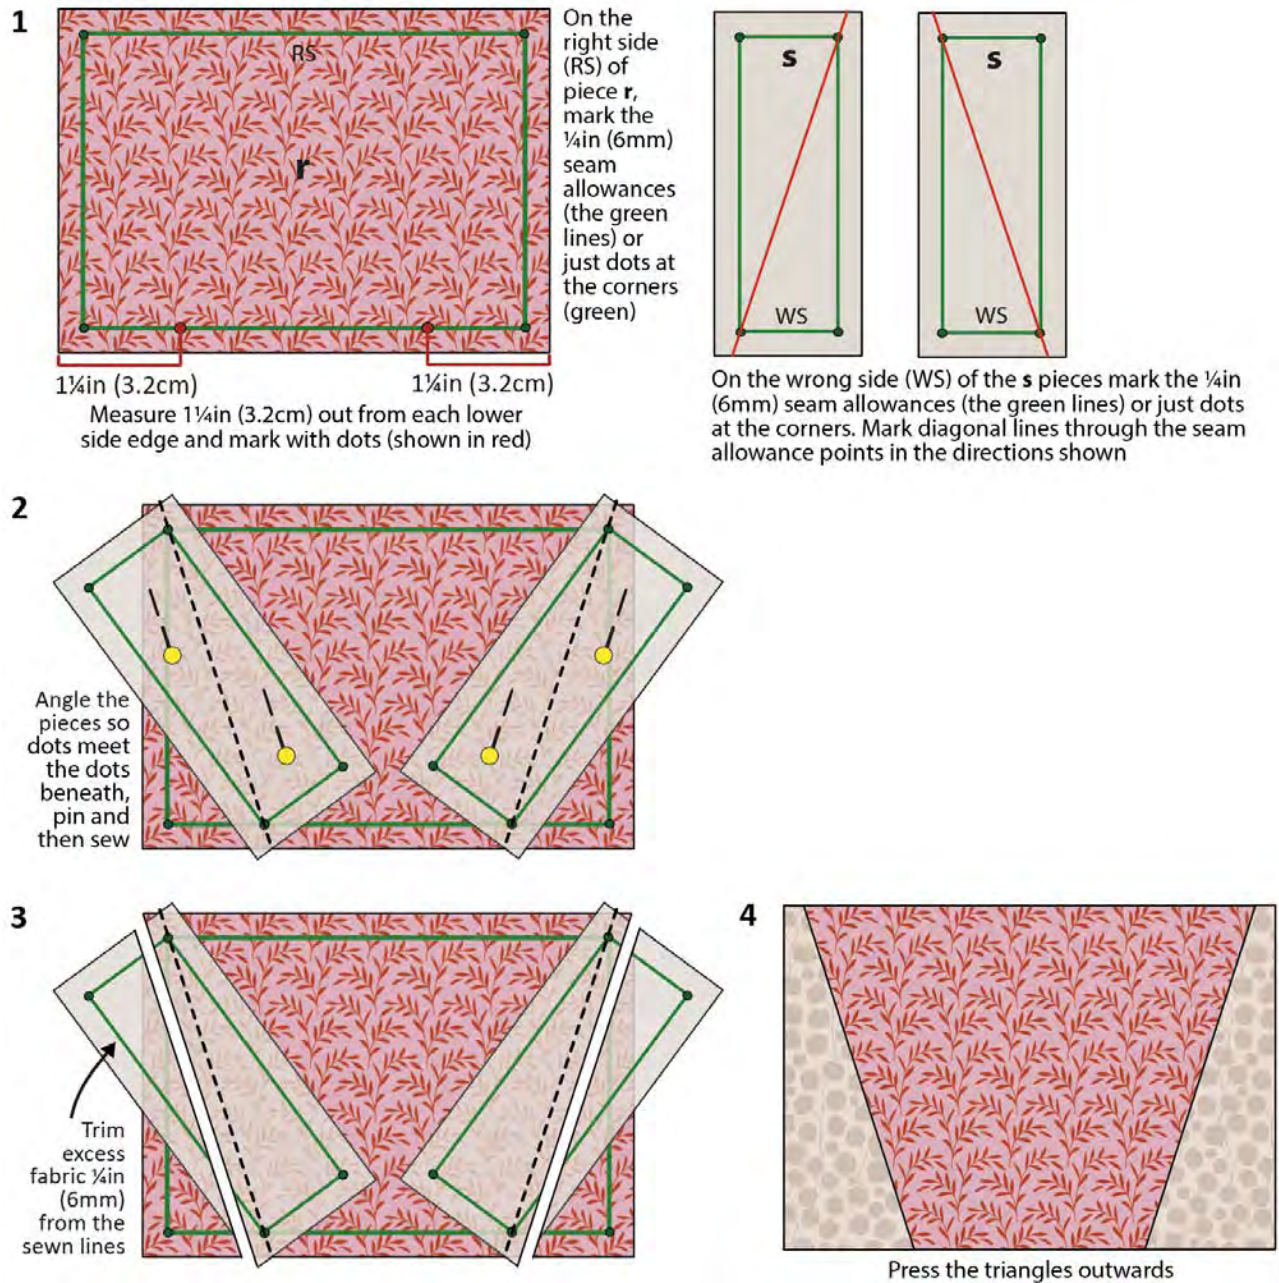 1
RS
r
On the
right side
(RS) of
piece r,
mark the
¼in (6mm)
seam
allowances
(the green
lines) or
just dots at
the corners
(green)
1¼in (3.2cm)
1¼in (3.2cm)
Measure 1¼in (3.2cm) out from each lower
side edge and mark with dots (shown in red)
s
WS
s
WS
On the wrong side (WS) of the s pieces mark the ¼in
(6mm) seam allowances (the green lines) or just dots
at the corners. Mark diagonal lines through the seam
allowance points in the directions shown
2
Angle the
pieces so
dots meet
the dots
beneath,
pin and
then sew
3
Trim
excess
fabric ¼in
(6mm)
from the
sewn lines
4
Press the triangles outwards